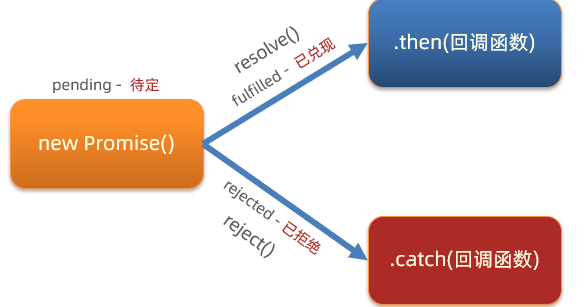 resolve()
.then(回调函数)
fulfilled - 已兑现
pending - 待定
new Promise()
rejected - 已拒绝
reject()
.catch(回调函数)